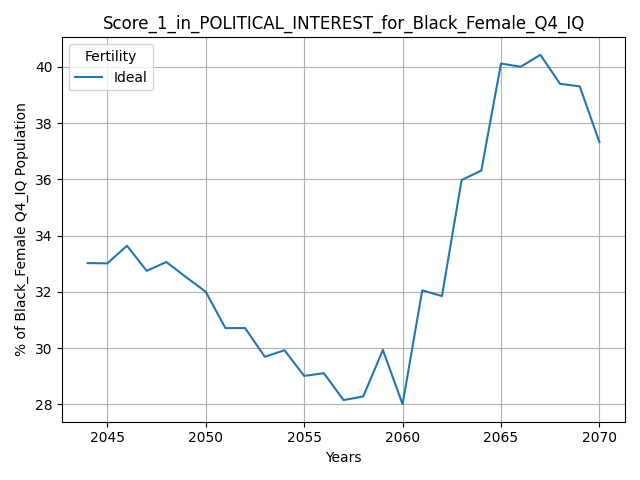 Score_1_in_POLITICAL_INTEREST_for_Black_Female_Q4_IQ
Fertility
Ideal
% of Black_Female Q4_IQ Population
40
38
36
34
32
30
28
2045 2050 2055 2060 2065 2070
Years